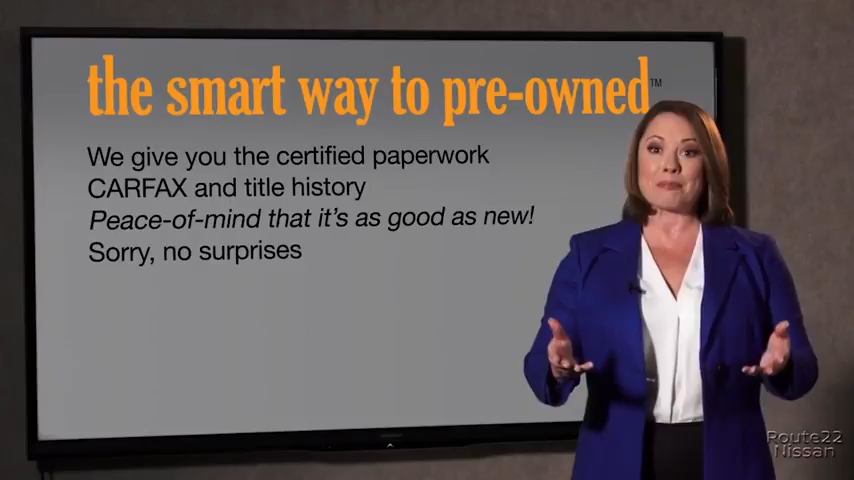 the smart way to pre-owned™
We give you the certified paperwork
CARFAX and title history
Peace-of-mind that it's as good as new!
Sorry, no surprises
Route22
Nissan